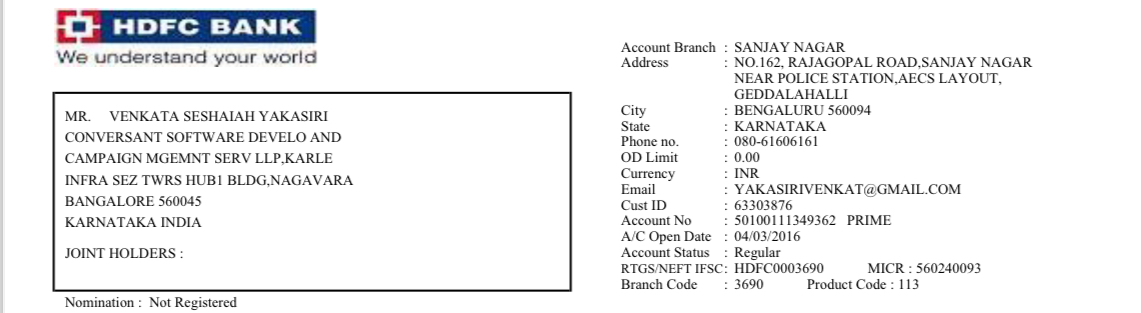 HDFC BANK
We understand your world
MR. VENKATA SESHAIAH YAKASIRI
CONVERSANT SOFTWARE DEVELO AND
CAMPAIGN MGEMNT SERV LLP,KARLE
INFRA SEZ TWRS HUB1 BLDG,NAGAVARA
BANGALORE 560045
KARNATAKA INDIA
JOINT HOLDERS :
Nomination : Not Registered
Account Branch : SANJAY NAGAR
Address : NO.162, RAJAGOPAL ROAD,SANJAY NAGAR
NEAR POLICE STATION,AECS LAYOUT,
GEDDALAHALLI
City : BENGALURU 560094
State : KARNATAKA
Phone no. : 080-61606161
OD Limit : 0.00
Currency : INR
Email : YAKASIRIVENKAT@GMAIL.COM
Cust ID : 63303876
Account No : 50100111349362 PRIME
A/C Open Date : 04/03/2016
Account Status : Regular
RTGS/NEFT IFSC: HDFC0003690 MICR : 560240093
Branch Code : 3690 Product Code : 113